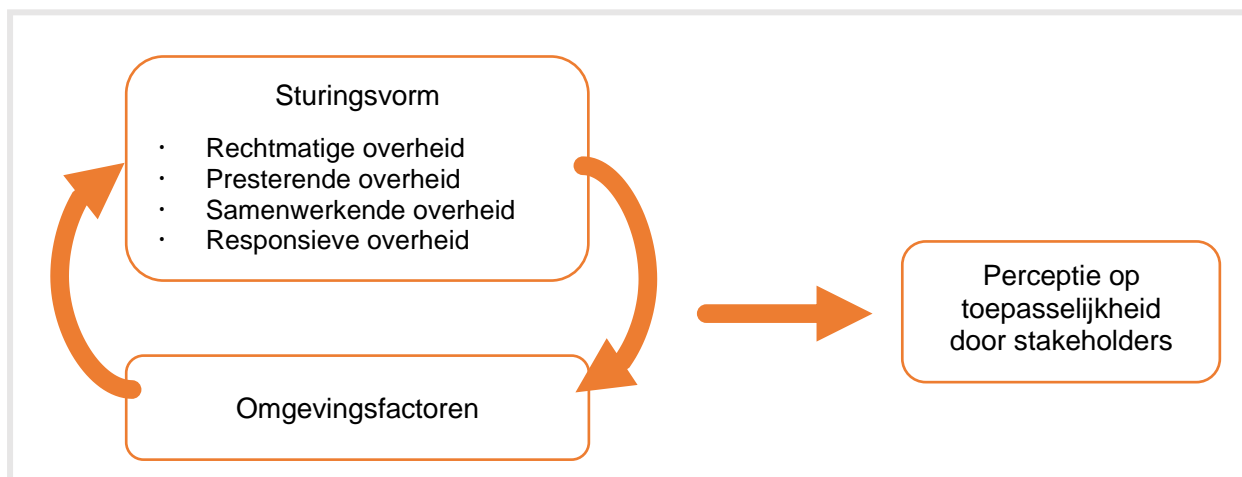 Sturingsvorm
· Rechtmatige overheid
· Presterende overheid
· Samenwerkende overheid
· Responsieve overheid
Omgevingsfactoren
Perceptie op
toepasselijkheid
door stakeholders